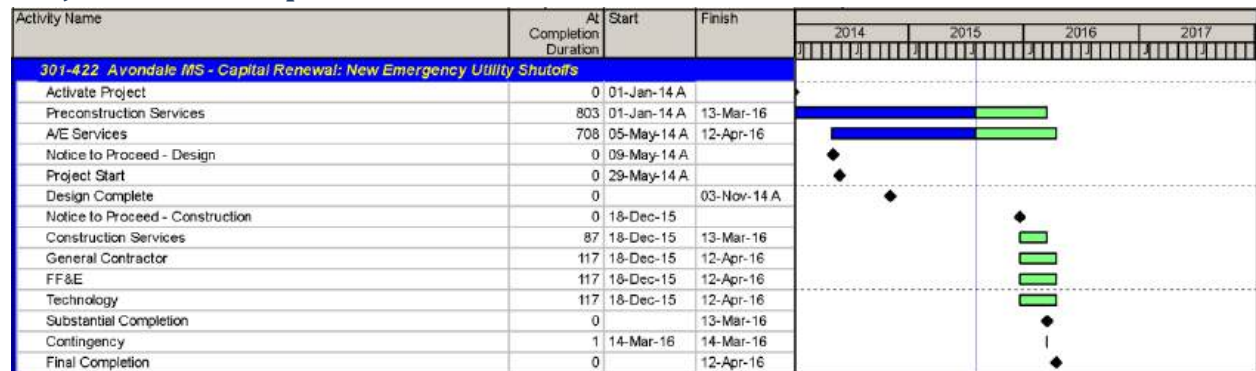 Activity Name At Completion Duration Start Finish 2014 2015 2016 2017
J J J J J J J
301-422 Avondale MS - Capital Renewal: New Emergency Utility Shutoffs
Activate Project 0 01-Jan-14 A
Preconstruction Services 803 01-Jan-14 A 13-Mar-16
A/E Services 708 05-May-14 A 12-Apr-16
Notice to Proceed - Design 0 09-May-14 A
Project Start 0 29-May-14 A
Design Complete 0 03-Nov-14 A
Notice to Proceed - Construction 0 18-Dec-15
Construction Services 87 18-Dec-15 13-Mar-16
General Contractor 117 18-Dec-15 12-Apr-16
FF&E 117 18-Dec-15 12-Apr-16
Technology 117 18-Dec-15 12-Apr-16
Substantial Completion 0 13-Mar-16
Contingency 1 14-Mar-16 14-Mar-16
Final Completion 0 12-Apr-16